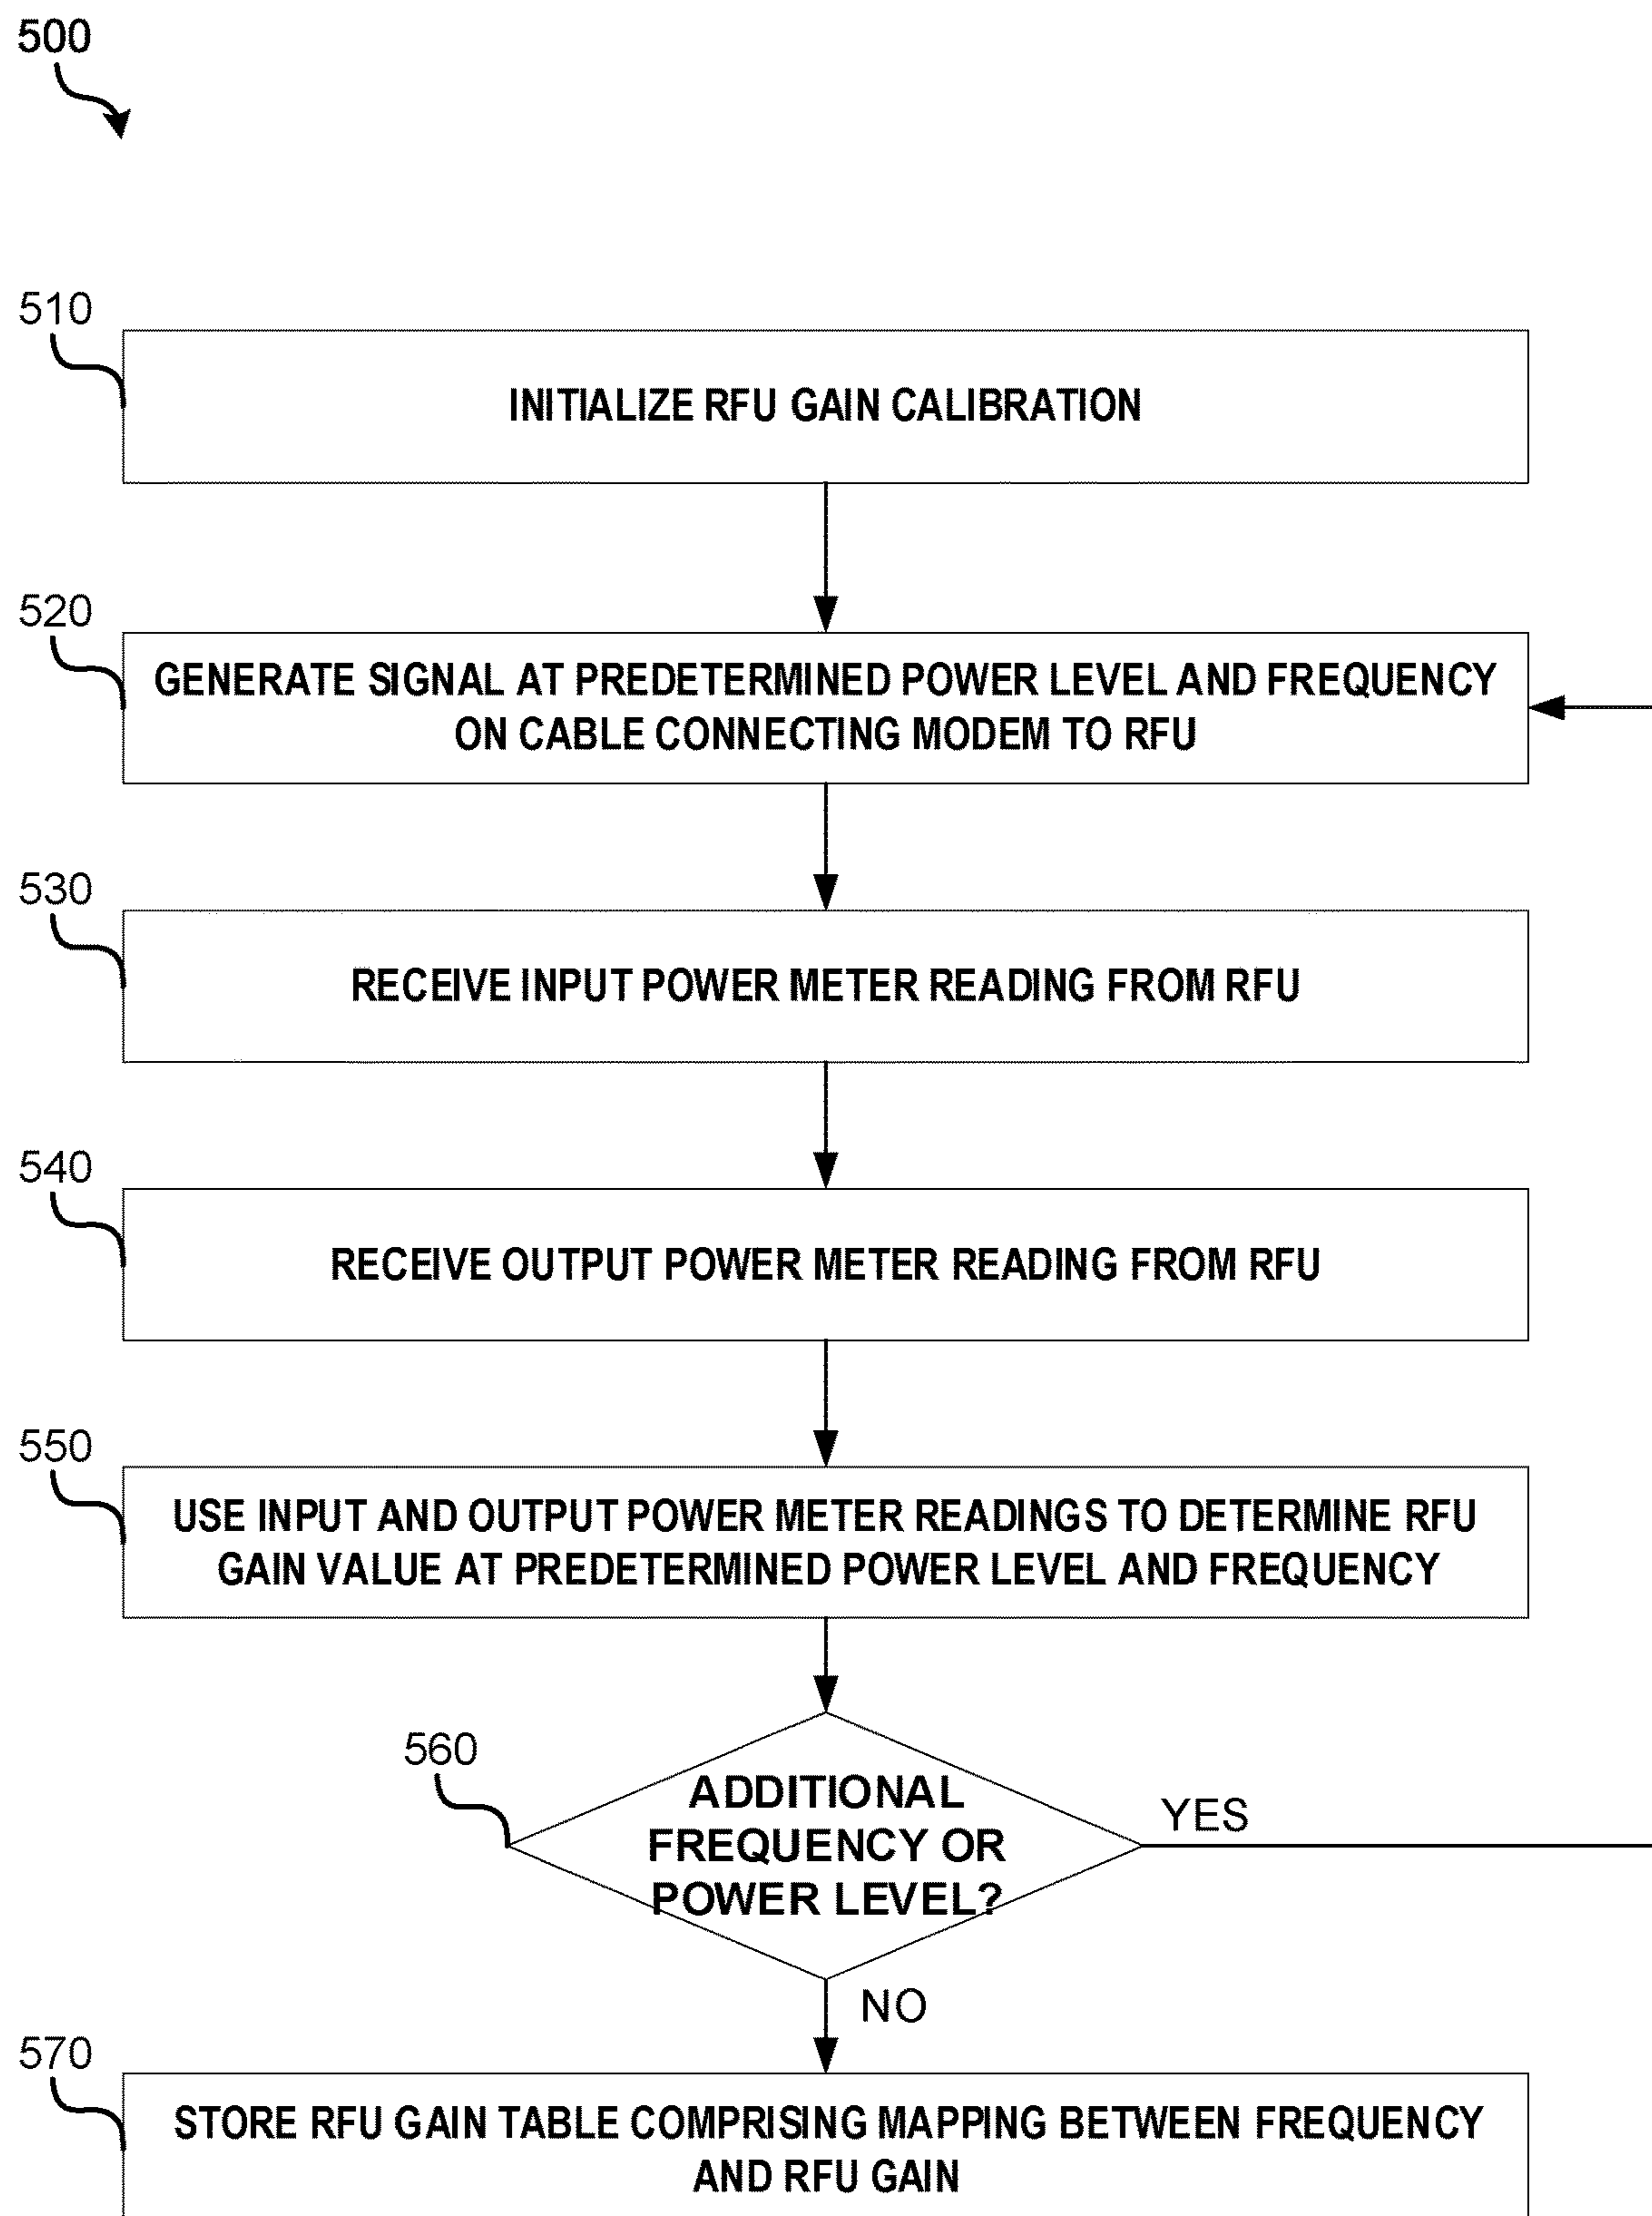 500
510
INITIALIZE RFU GAIN CALIBRATION
520
GENERATE SIGNAL AT PREDETERMINED POWER LEVEL AND FREQUENCY
ON CABLE CONNECTING MODEM TO RFU
530
RECEIVE INPUT POWER METER READING FROM RFU
540
RECEIVE OUTPUT POWER METER READING FROM RFU
550
USE INPUT AND OUTPUT POWER METER READINGS TO DETERMINE RFU
GAIN VALUE AT PREDETERMINED POWER LEVEL AND FREQUENCY
560
ADDITIONAL
FREQUENCY OR
POWER LEVEL?
YES
NO
570
STORE RFU GAIN TABLE COMPRISING MAPPING BETWEEN FREQUENCY
AND RFU GAIN